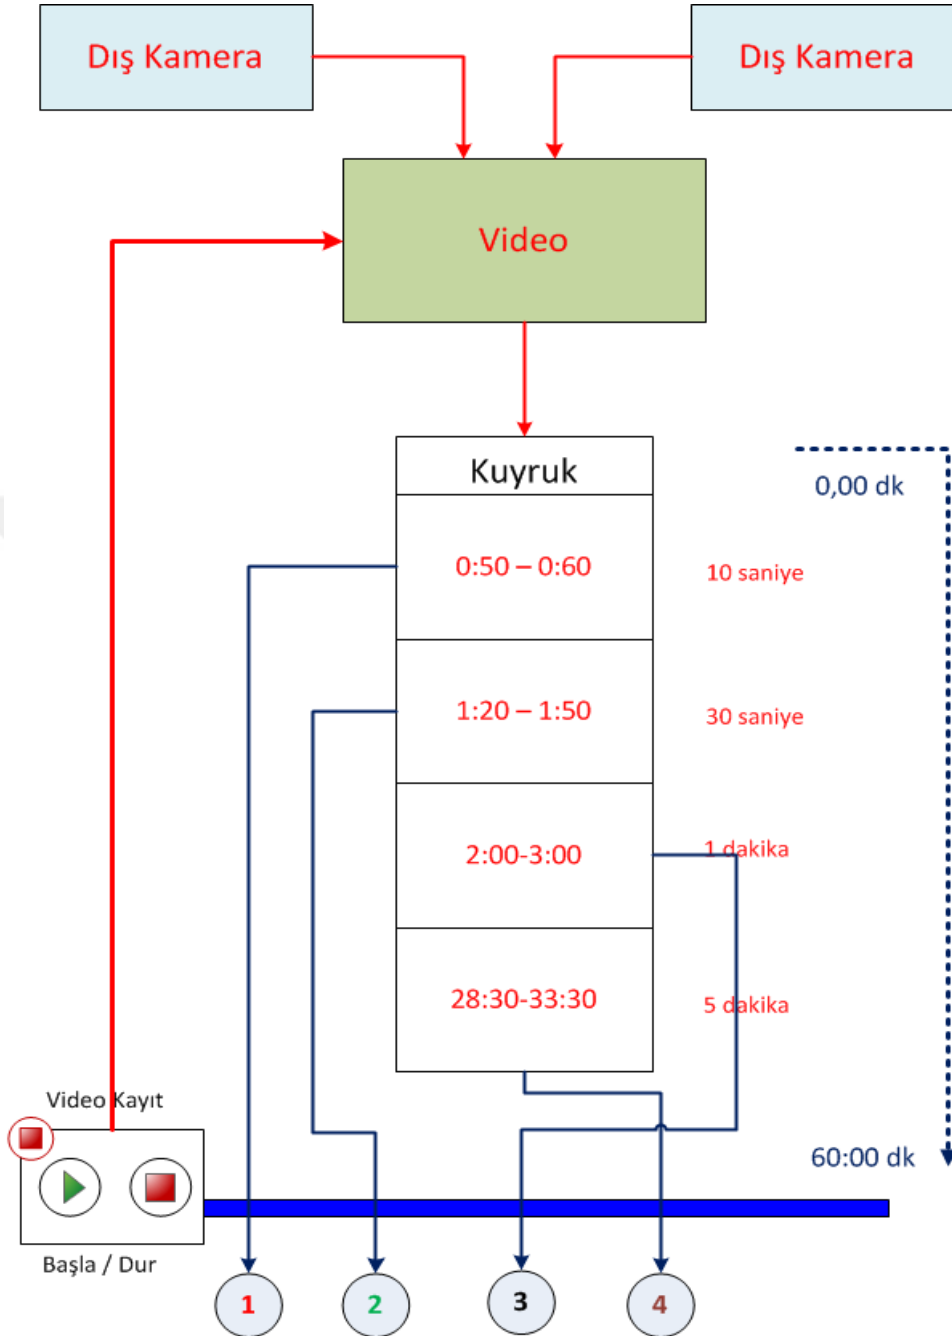 Dış Kamera
Dış Kamera
Video
Kuyruk
0,00 dk
0:50 – 0:60
10 saniye
1:20 – 1:50
30 saniye
2:00-3:00
1 dakika
28:30-33:30
5 dakika
Video Kayıt
60:00 dk
Başla / Dur
1
2
3
4